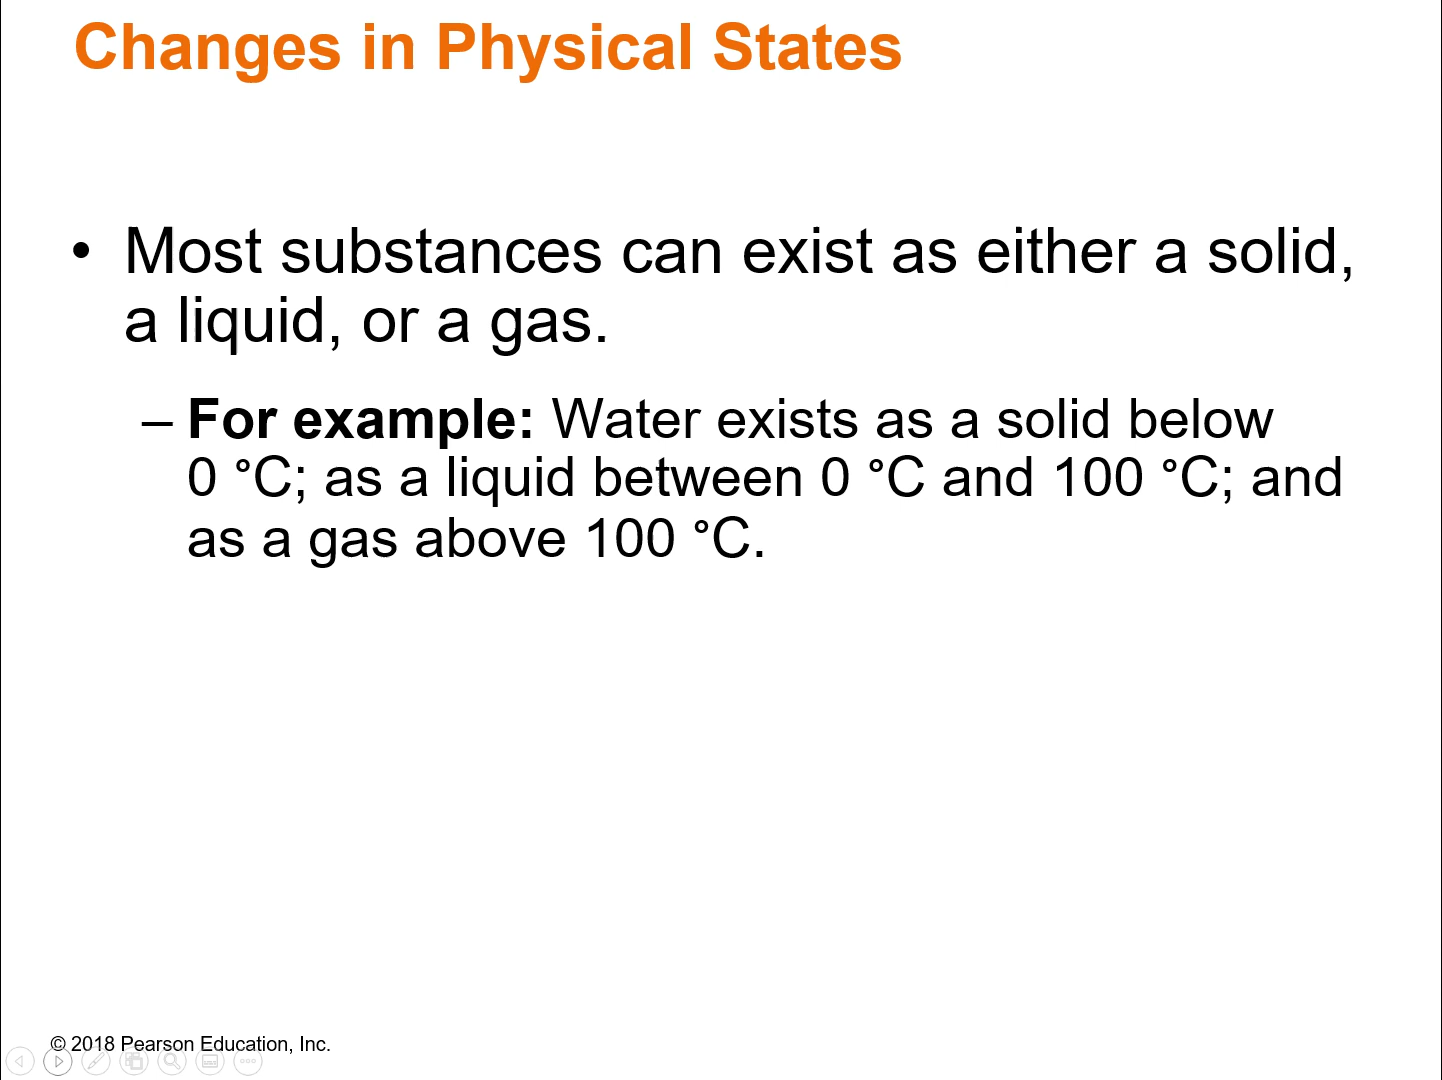 Changes in Physical States
• Most substances can exist as either a solid,
a liquid, or a gas.
– For example: Water exists as a solid below
0 °C; as a liquid between 0 °C and 100 °C; and
as a gas above 100 °C.
© 2018 Pearson Education, Inc.